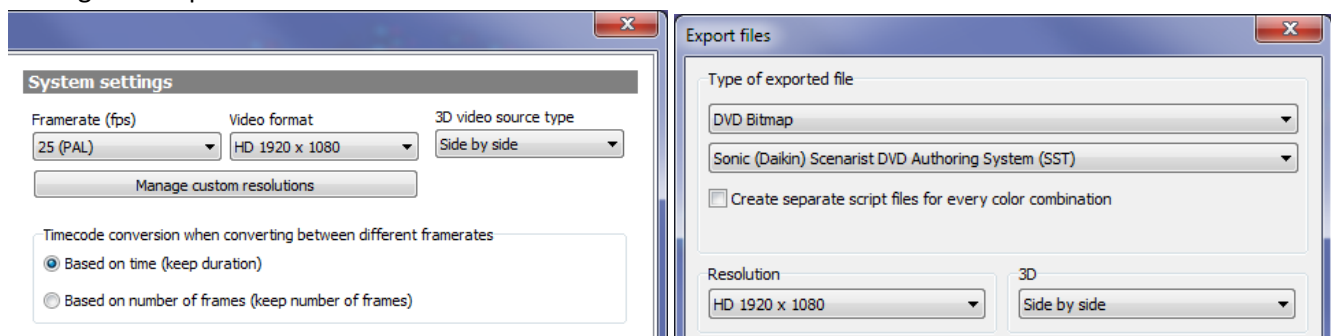 System settings
Framerate (fps)
Video format
3D video source type
25 (PAL)
HD 1920 x 1080
Side by side
Manage custom resolutions
Timecode conversion when converting between different framerates
Based on time (keep duration)
Based on number of frames (keep number of frames)
Export files
Type of exported file
DVD Bitmap
Sonic (Daikin) Scenarist DVD Authoring System (SST)
Create separate script files for every color combination
Resolution
3D
HD 1920 x 1080
Side by side